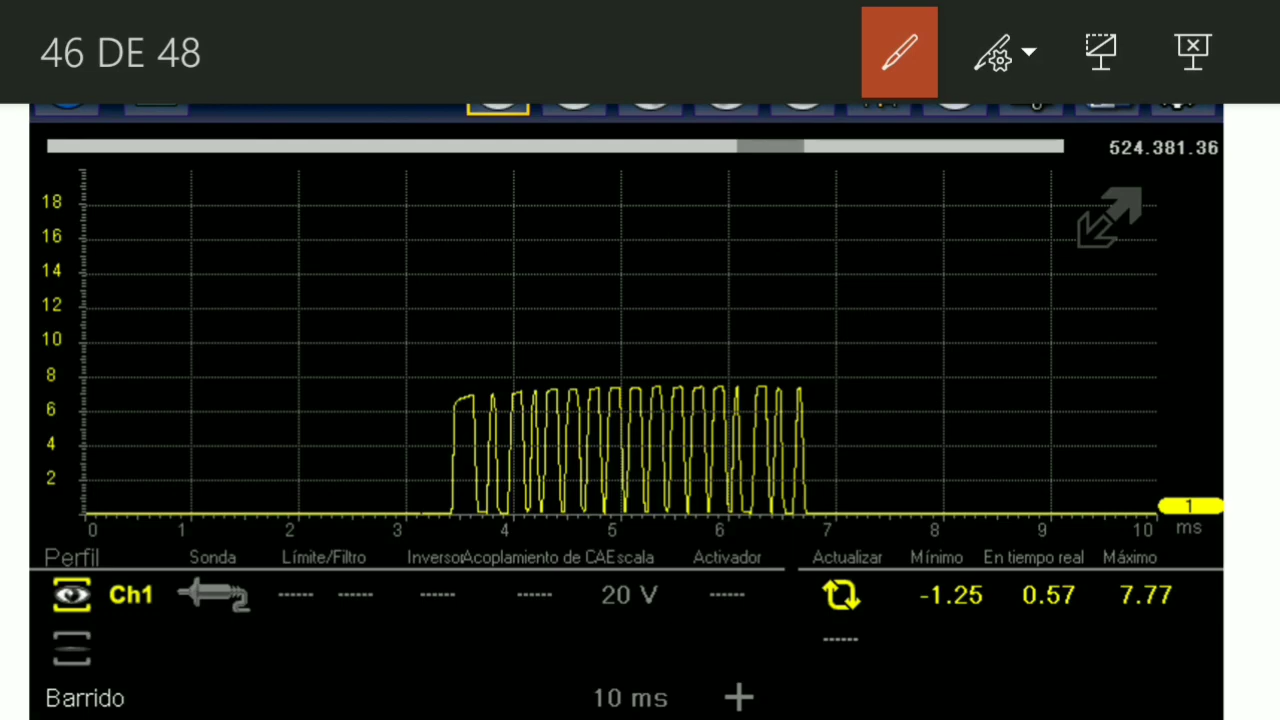 46 DE 48
524.381.36
18
16
14
12
10
8
6
4
2
0 1 2 3 4 5 6 7 8 9 10
ms
1
Perfil Sonda Límite/Filtro Inversor Acoplamiento de CA Escala Activador Actualizar Mínimo En tiempo real Máximo
Ch1 ------ ------ ------ ------ 20 V ------ -1.25 0.57 7.77
------
Barrido 10 ms +